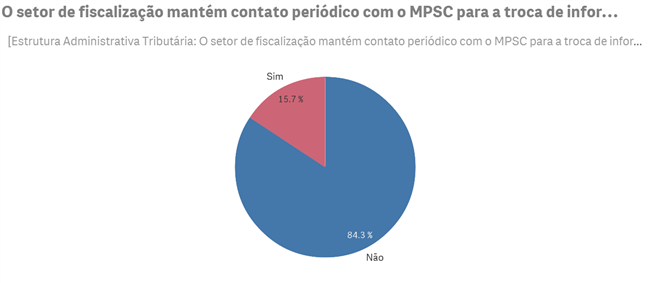 O setor de fiscalização mantém contato periódico com o MPSC para a troca de infor...
[Estrutura Administrativa Tributária: O setor de fiscalização mantém contato periódico com o MPSC para a troca de infor...
Sim
15.7 %
84.3 %
Não